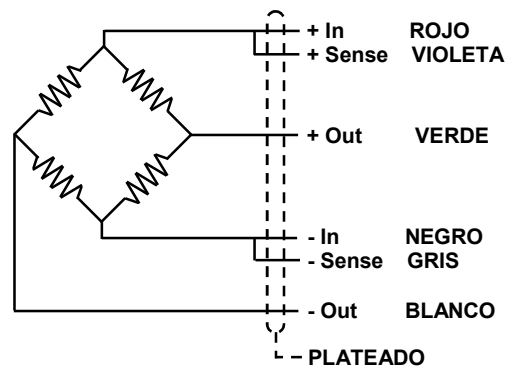 + In ROJO
+ Sense VIOLETA
+ Out VERDE
- In NEGRO
- Sense GRIS
- Out BLANCO
PLATEADO